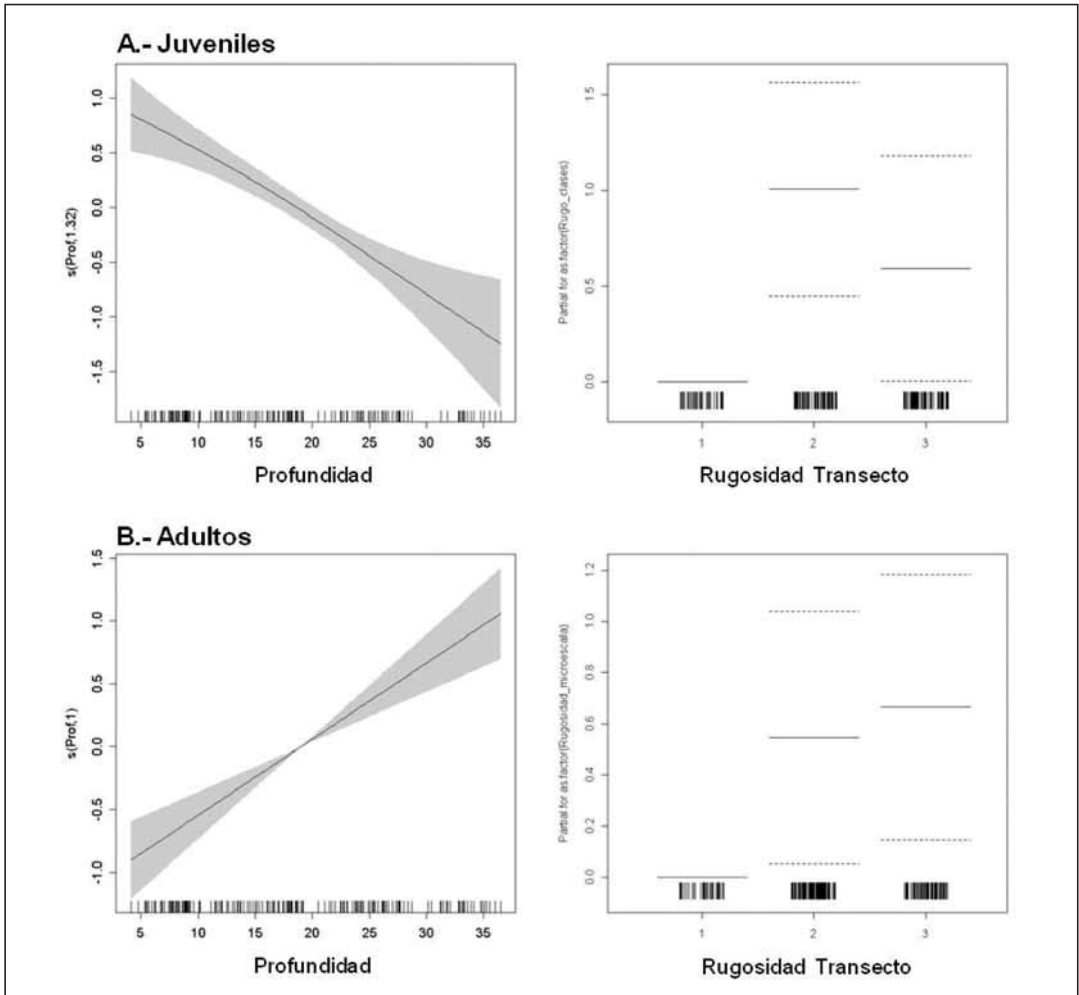 A.- Juveniles
s(Prof,1.32)
1.0
0.5
0.0
-0.5
-1.0
-1.5
5 10 15 20 25 30 35
Profundidad
Partial for as.factor(Rugo_clases)
1.5
1.0
0.5
0.0
1 2 3
Rugosidad Transecto
B.- Adultos
s(Prof,1)
1.5
1.0
0.5
0.0
-0.5
-1.0
5 10 15 20 25 30 35
Profundidad
Partial for as.factor(Rugosidad_microescala)
1.2
1.0
0.8
0.6
0.4
0.2
0.0
1 2 3
Rugosidad Transecto